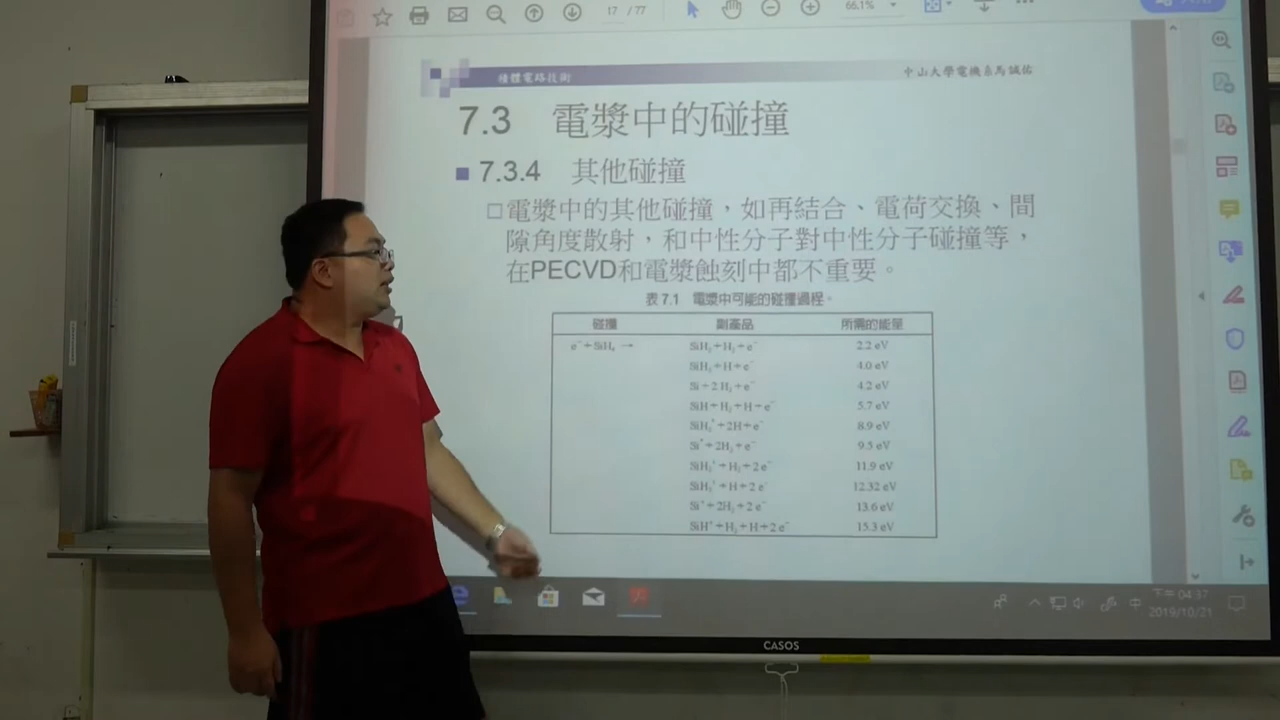 17 / 77
66.1%
積體電路技術
中山大學電機系馬誠佑
7.3 電漿中的碰撞
7.3.4 其他碰撞
電漿中的其他碰撞，如再結合、電荷交換、間
隙角度散射，和中性分子對中性分子碰撞等，
在PECVD和電漿蝕刻中都不重要。
表 7.1 電漿中可能的碰撞過程。
碰撞 副產品 所需的能量
e⁻+SiH₄ → SiH₂+H₂+e⁻ 2.2 eV
SiH₃+H+e⁻ 4.0 eV
Si+2H₂+e⁻ 4.2 eV
SiH+H₂+H+e⁻ 5.7 eV
SiH₂*+2H+e⁻ 8.9 eV
Si*+2H₂+e⁻ 9.5 eV
SiH₂⁺+H₂+2e⁻ 11.9 eV
SiH₃⁺+H+2e⁻ 12.32 eV
Si⁺+2H₂+2e⁻ 13.6 eV
SiH⁺+H₂+H+2e⁻ 15.3 eV
中
下午 04:37
2019/10/21
CASOS